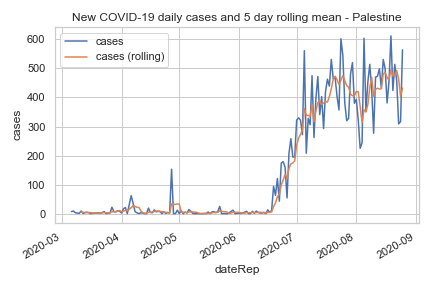 New COVID-19 daily cases and 5 day rolling mean - Palestine
cases
cases (rolling)
600
500
400
300
200
100
0
cases
2020-03
2020-04
2020-05
2020-06
2020-07
2020-08
2020-09
dateRep